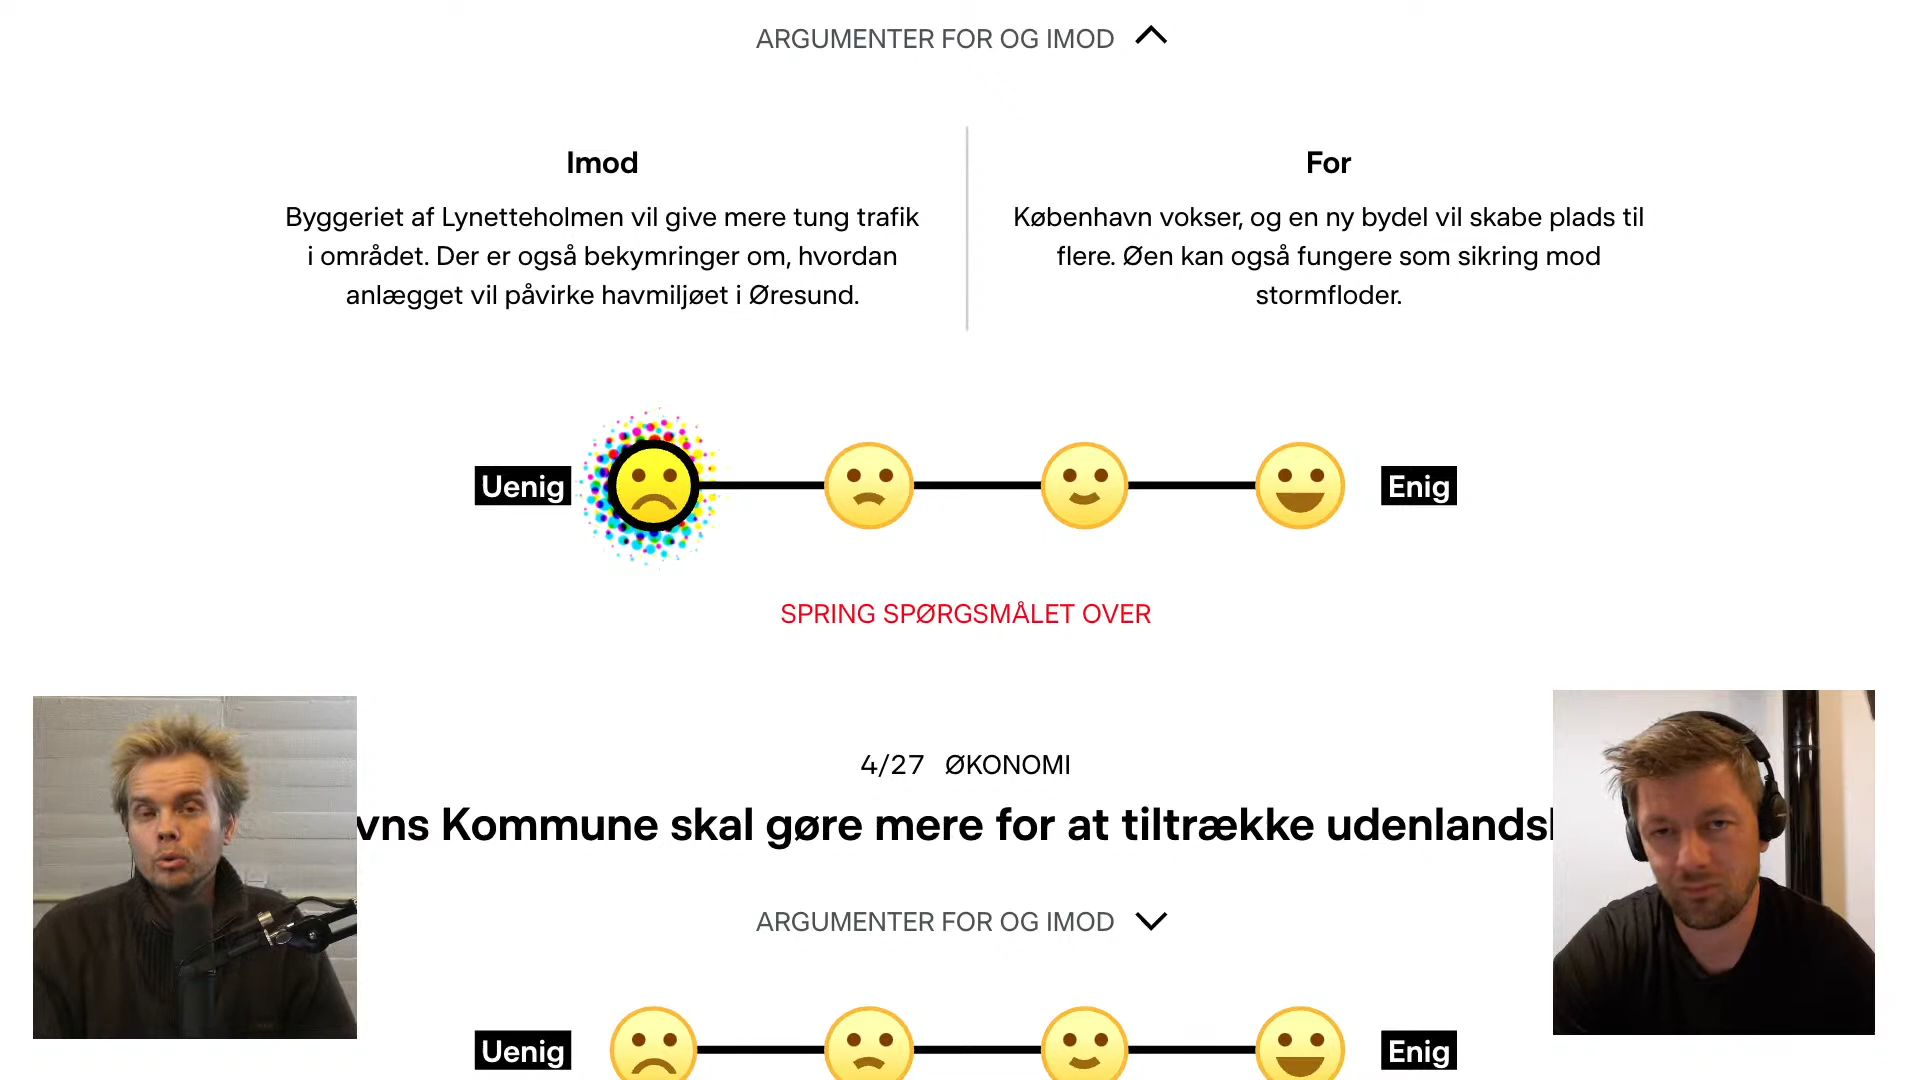 ARGUMENTER FOR OG IMOD
Imod
Byggeriet af Lynetteholmen vil give mere tung trafik
i området. Der er også bekymringer om, hvordan
anlægget vil påvirke havmiljøet i Øresund.
For
København vokser, og en ny bydel vil skabe plads til
flere. Øen kan også fungere som sikring mod
stormfloder.
Uenig
Enig
SPRING SPØRGSMÅLET OVER
4/27 ØKONOMI
Kommune skal gøre mere for at tiltrække
ARGUMENTER FOR OG IMOD
Uenig
Enig